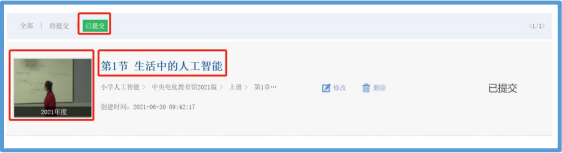 全部 | 待提交 | 已提交
(1/1)
第1节 生活中的人工智能
小学人工智能 > 中央电化教育馆2021版 > 上册 > 第1章…
修改 删除
已提交
创建时间：2021-06-30 09:42:17
2021年度